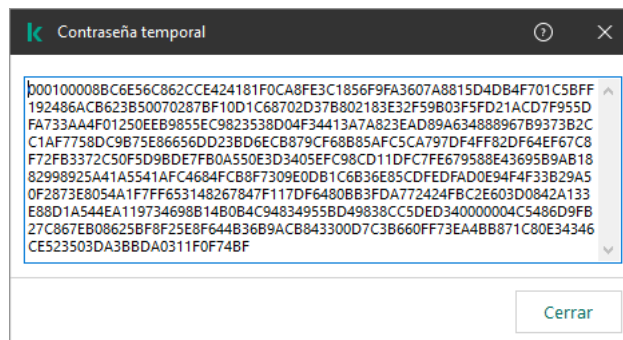 Contraseña temporal
000100008BC6E56C862CCE424181F0CA8FE3C1856F9FA3607A8815D4DB4F701C5BFF
192486ACB623B50070287BF10D1C68702D37B802183E32F59B03F5FD21ACD7F955D
FA733AA4F01250EEB9855EC9823538D04F34413A7A823EAD89A634888967B9373B2C
C1AF7758DC9B75E86656DD23BD6ECB879CF68B85AFC5CA797DF4FF82DF64EF67C8
F72FB3372C50F5D9BDE7FB0A550E3D3405EFC98CD11DFC7FE679588E43695B9AB18
82998925A41A5541AFC4684FCB8F7309E0DB1C6B36E85CDFEDFAD0E94F4F33B29A5
0F2873E8054A1F7FF653148267847F117DF6480BB3FDA772424FBC2E603D0842A133
E88D1A544EA119734698B14B0B4C94834955BD49838CC5DED340000004C5486D9FB
27C867EB08625BF8F25E8F644B36B9ACB843300D7C3B660FF73EA4BB871C80E34346
CE523503DA3BBDA0311F0F74BF
Cerrar